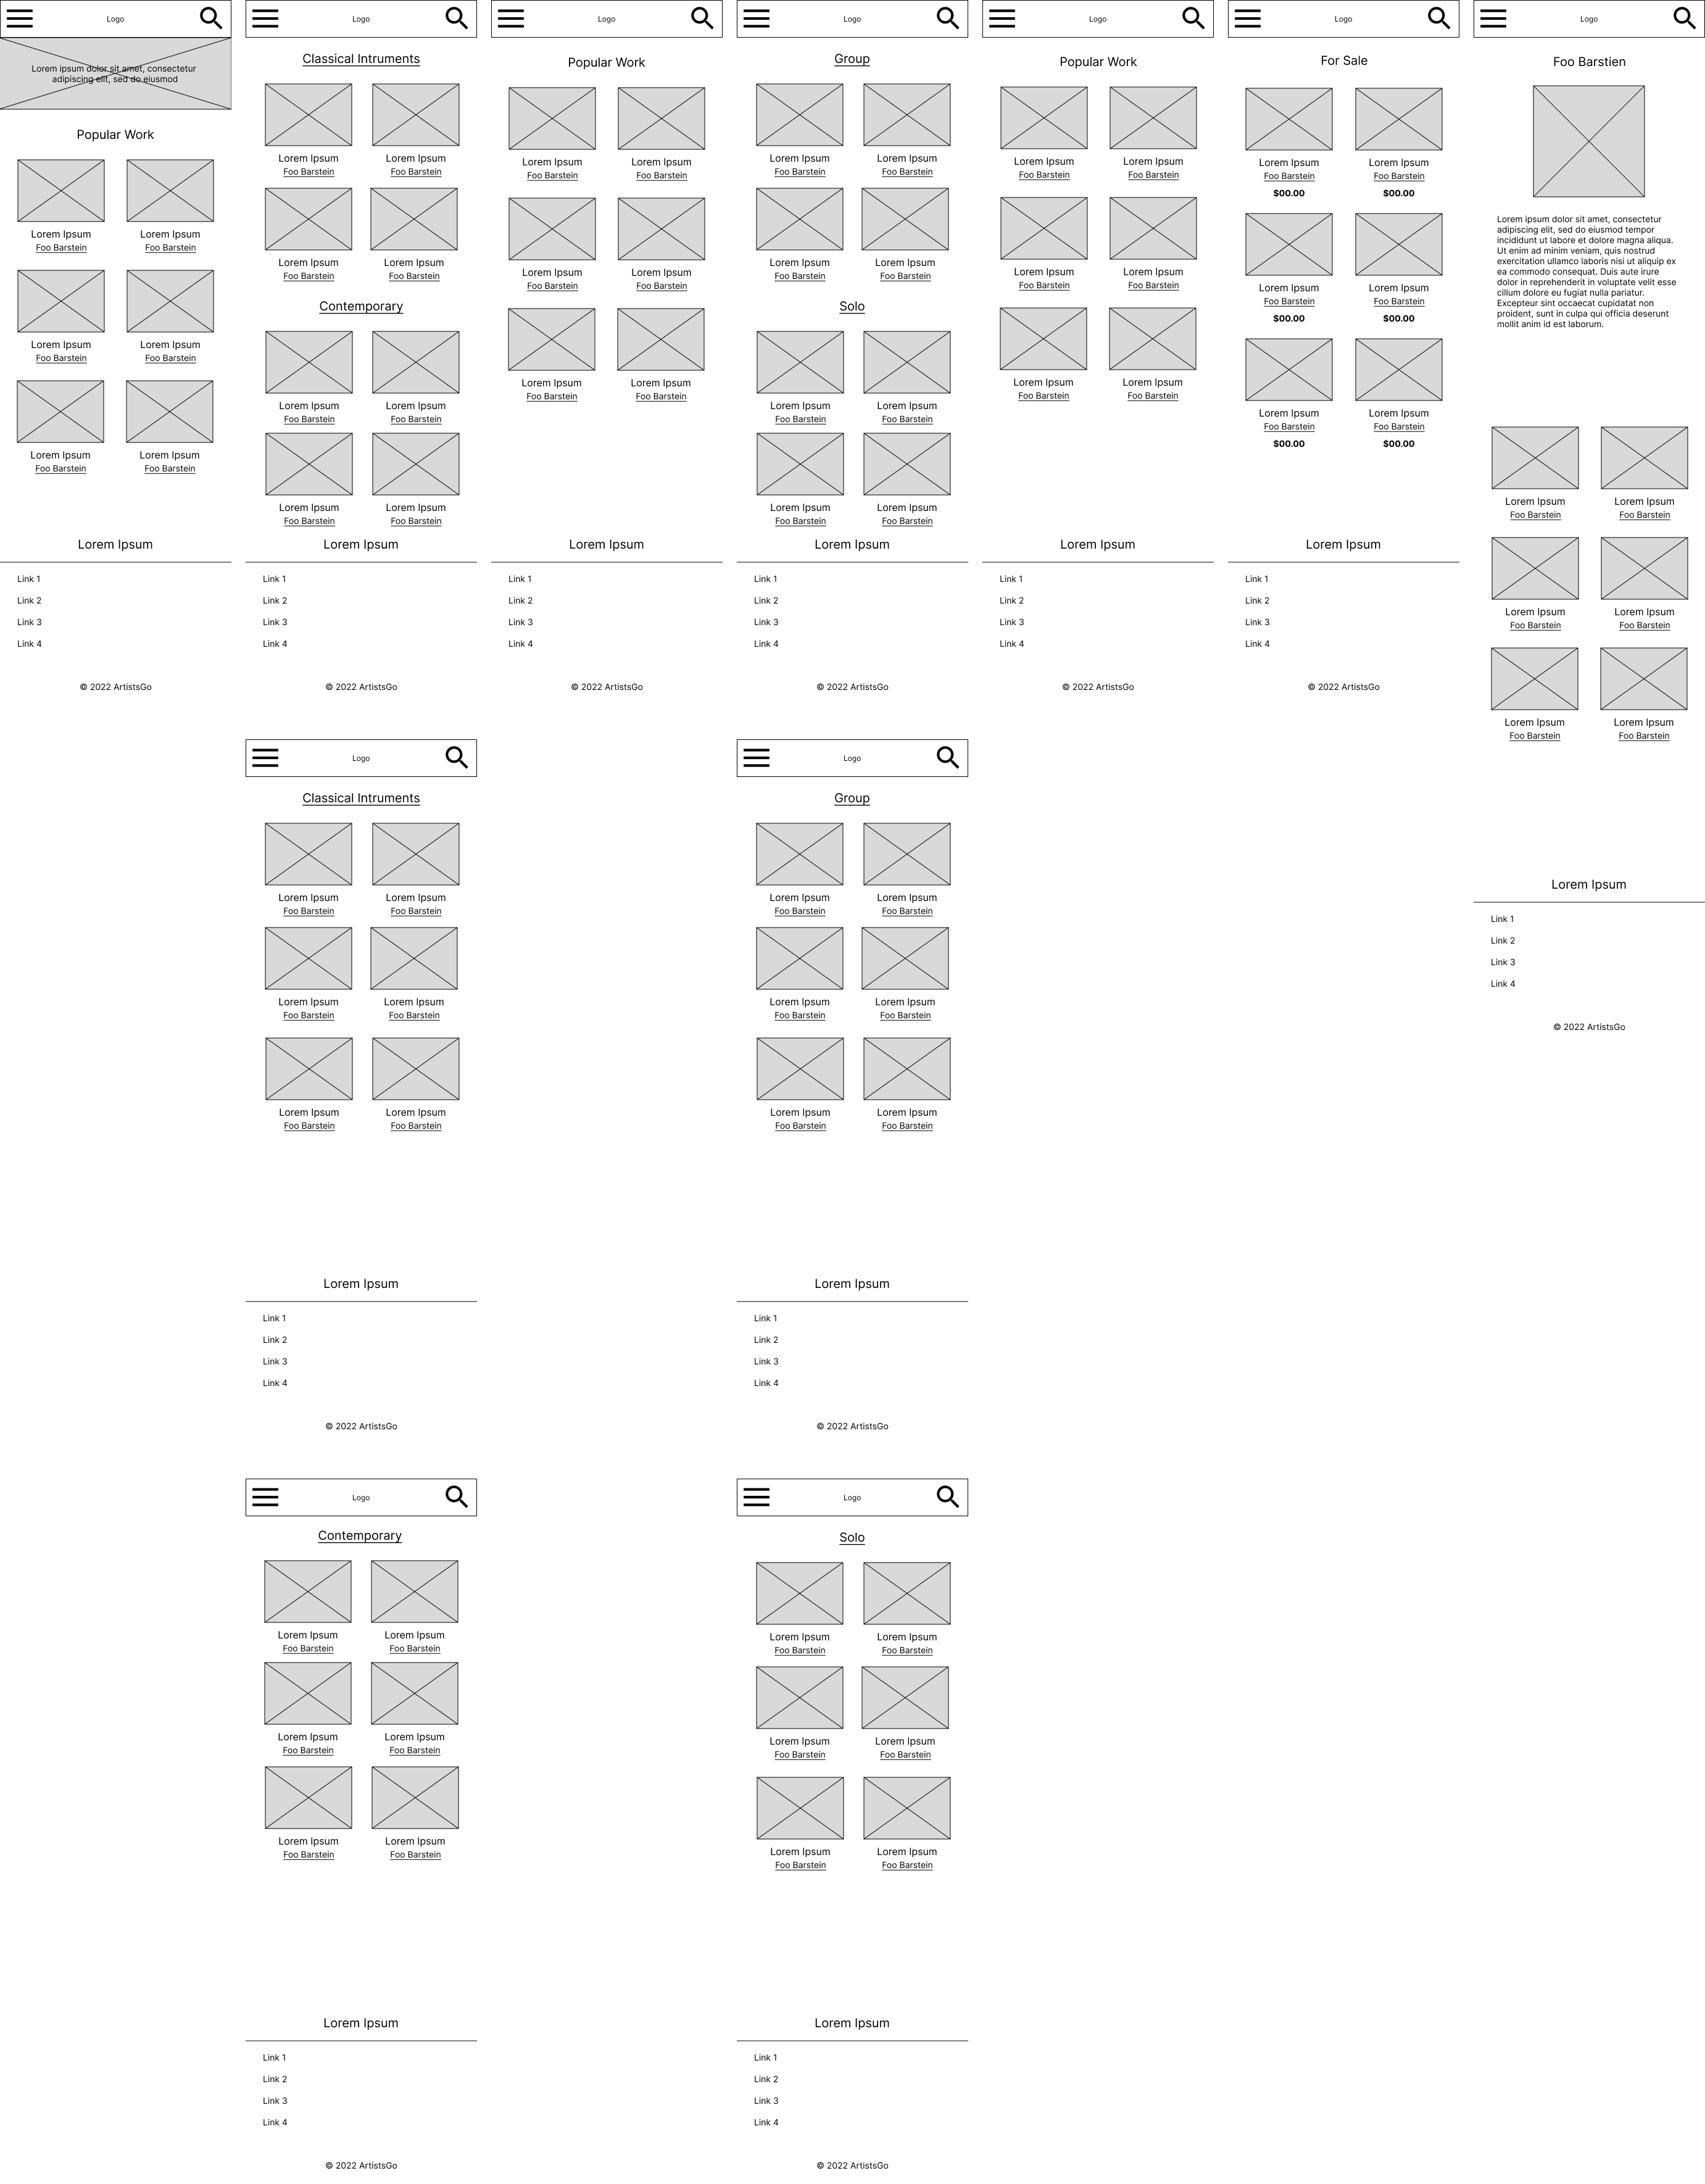 Logo
Lorem ipsum dolor sit amet, consectetur
adipiscing elit, sed do eiusmod
Popular Work
Lorem Ipsum Lorem Ipsum
Foo Barstein Foo Barstein
Lorem Ipsum Lorem Ipsum
Foo Barstein Foo Barstein
Lorem Ipsum Lorem Ipsum
Foo Barstein Foo Barstein
Lorem Ipsum
Link 1
Link 2
Link 3
Link 4
© 2022 ArtistsGo
Logo
Classical Intruments
Lorem Ipsum Lorem Ipsum
Foo Barstein Foo Barstein
Lorem Ipsum Lorem Ipsum
Foo Barstein Foo Barstein
Contemporary
Lorem Ipsum Lorem Ipsum
Foo Barstein Foo Barstein
Lorem Ipsum Lorem Ipsum
Foo Barstein Foo Barstein
Lorem Ipsum
Link 1
Link 2
Link 3
Link 4
© 2022 ArtistsGo
Logo
Popular Work
Lorem Ipsum Lorem Ipsum
Foo Barstein Foo Barstein
Lorem Ipsum Lorem Ipsum
Foo Barstein Foo Barstein
Lorem Ipsum Lorem Ipsum
Foo Barstein Foo Barstein
Lorem Ipsum
Link 1
Link 2
Link 3
Link 4
© 2022 ArtistsGo
Logo
Group
Lorem Ipsum Lorem Ipsum
Foo Barstein Foo Barstein
Lorem Ipsum Lorem Ipsum
Foo Barstein Foo Barstein
Solo
Lorem Ipsum Lorem Ipsum
Foo Barstein Foo Barstein
Lorem Ipsum Lorem Ipsum
Foo Barstein Foo Barstein
Lorem Ipsum
Link 1
Link 2
Link 3
Link 4
© 2022 ArtistsGo
Logo
Popular Work
Lorem Ipsum Lorem Ipsum
Foo Barstein Foo Barstein
Lorem Ipsum Lorem Ipsum
Foo Barstein Foo Barstein
Lorem Ipsum Lorem Ipsum
Foo Barstein Foo Barstein
Lorem Ipsum
Link 1
Link 2
Link 3
Link 4
© 2022 ArtistsGo
Logo
For Sale
Lorem Ipsum Lorem Ipsum
Foo Barstein Foo Barstein
$00.00 $00.00
Lorem Ipsum Lorem Ipsum
Foo Barstein Foo Barstein
$00.00 $00.00
Lorem Ipsum Lorem Ipsum
Foo Barstein Foo Barstein
$00.00 $00.00
Lorem Ipsum
Link 1
Link 2
Link 3
Link 4
© 2022 ArtistsGo
Logo
Foo Barstien
Lorem ipsum dolor sit amet, consectetur
adipiscing elit, sed do eiusmod tempor
incididunt ut labore et dolore magna aliqua.
Ut enim ad minim veniam, quis nostrud
exercitation ullamco laboris nisi ut aliquip ex
ea commodo consequat. Duis aute irure
dolor in reprehenderit in voluptate velit esse
cillum dolore eu fugiat nulla pariatur.
Excepteur sint occaecat cupidatat non
proident, sunt in culpa qui officia deserunt
mollit anim id est laborum.
Lorem Ipsum Lorem Ipsum
Foo Barstein Foo Barstein
Lorem Ipsum Lorem Ipsum
Foo Barstein Foo Barstein
Lorem Ipsum Lorem Ipsum
Foo Barstein Foo Barstein
Lorem Ipsum
Link 1
Link 2
Link 3
Link 4
© 2022 ArtistsGo
Logo
Classical Intruments
Lorem Ipsum Lorem Ipsum
Foo Barstein Foo Barstein
Lorem Ipsum Lorem Ipsum
Foo Barstein Foo Barstein
Lorem Ipsum Lorem Ipsum
Foo Barstein Foo Barstein
Lorem Ipsum
Link 1
Link 2
Link 3
Link 4
© 2022 ArtistsGo
Logo
Group
Lorem Ipsum Lorem Ipsum
Foo Barstein Foo Barstein
Lorem Ipsum Lorem Ipsum
Foo Barstein Foo Barstein
Lorem Ipsum Lorem Ipsum
Foo Barstein Foo Barstein
Lorem Ipsum
Link 1
Link 2
Link 3
Link 4
© 2022 ArtistsGo
Logo
Contemporary
Lorem Ipsum Lorem Ipsum
Foo Barstein Foo Barstein
Lorem Ipsum Lorem Ipsum
Foo Barstein Foo Barstein
Lorem Ipsum Lorem Ipsum
Foo Barstein Foo Barstein
Lorem Ipsum
Link 1
Link 2
Link 3
Link 4
© 2022 ArtistsGo
Logo
Solo
Lorem Ipsum Lorem Ipsum
Foo Barstein Foo Barstein
Lorem Ipsum Lorem Ipsum
Foo Barstein Foo Barstein
Lorem Ipsum Lorem Ipsum
Foo Barstein Foo Barstein
Lorem Ipsum
Link 1
Link 2
Link 3
Link 4
© 2022 ArtistsGo